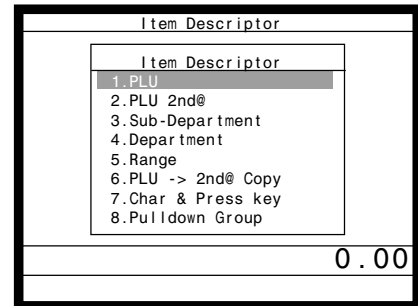 Item Descriptor
Item Descriptor
1.PLU
2.PLU 2nd@
3.Sub-Department
4.Department
5.Range
6.PLU -> 2nd@ Copy
7.Char & Press key
8.Pulldown Group
0.00